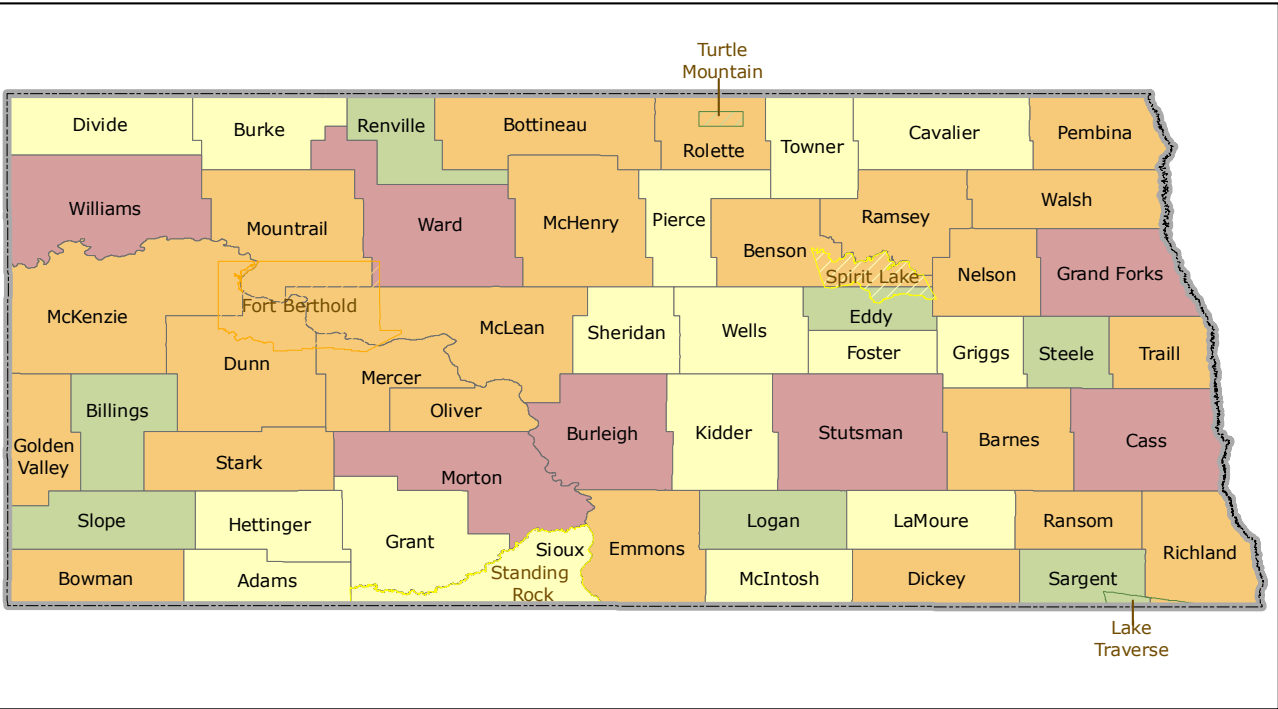 Turtle
Mountain
Divide
Burke
Renville
Bottineau
Rolette
Towner
Cavalier
Pembina
Williams
Mountrail
Ward
McHenry
Pierce
Benson
Ramsey
Walsh
Spirit Lake
Nelson
Grand Forks
McKenzie
Fort Berthold
McLean
Sheridan
Wells
Eddy
Foster
Griggs
Steele
Traill
Dunn
Mercer
Oliver
Billings
Golden
Valley
Stark
Morton
Burleigh
Kidder
Stutsman
Barnes
Cass
Slope
Hettinger
Grant
Sioux
Emmons
Logan
LaMoure
Ransom
Richland
Bowman
Adams
Standing
Rock
McIntosh
Dickey
Sargent
Lake
Traverse